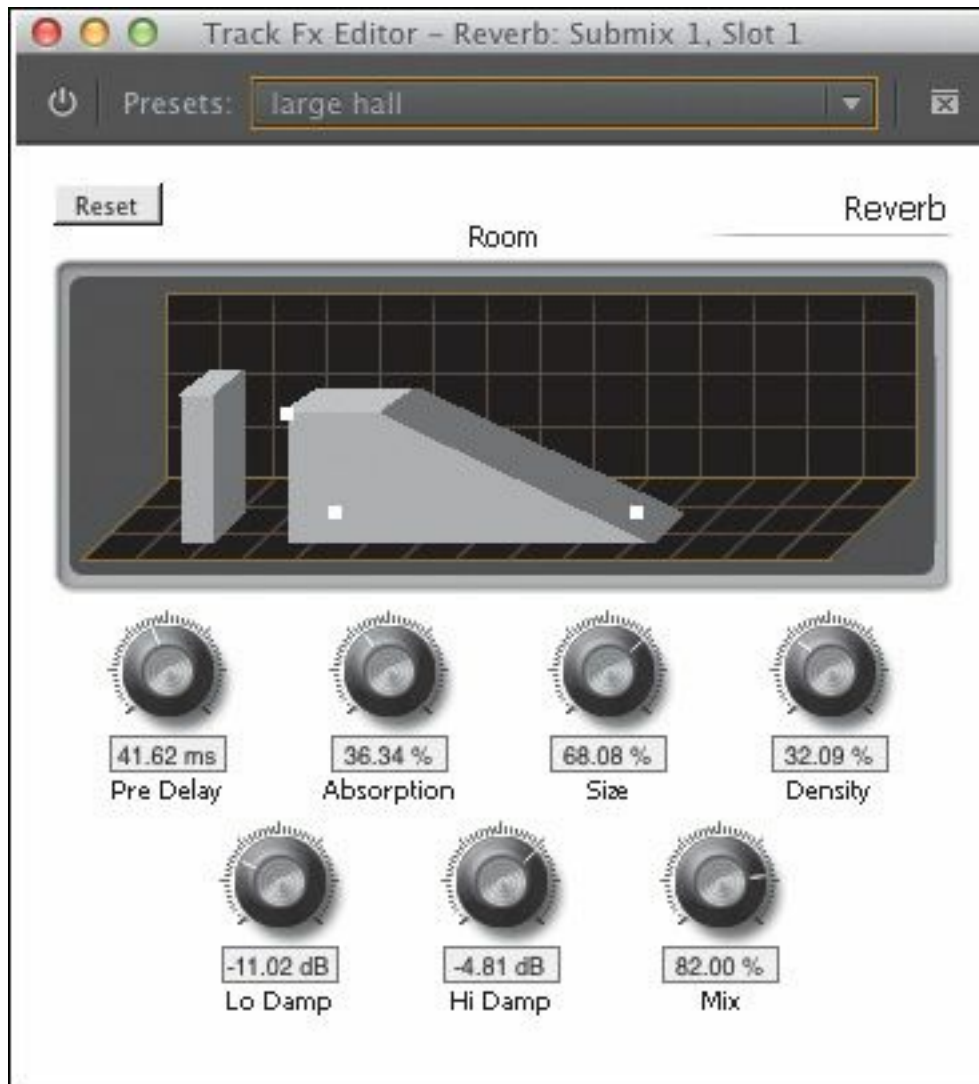 Track Fx Editor – Reverb: Submix 1, Slot 1
Presets: large hall
Reset
Reverb
Room
41.62 ms 36.34 % 68.08 % 32.09 %
Pre Delay Absorption Size Density
-11.02 dB -4.81 dB 82.00 %
Lo Damp Hi Damp Mix